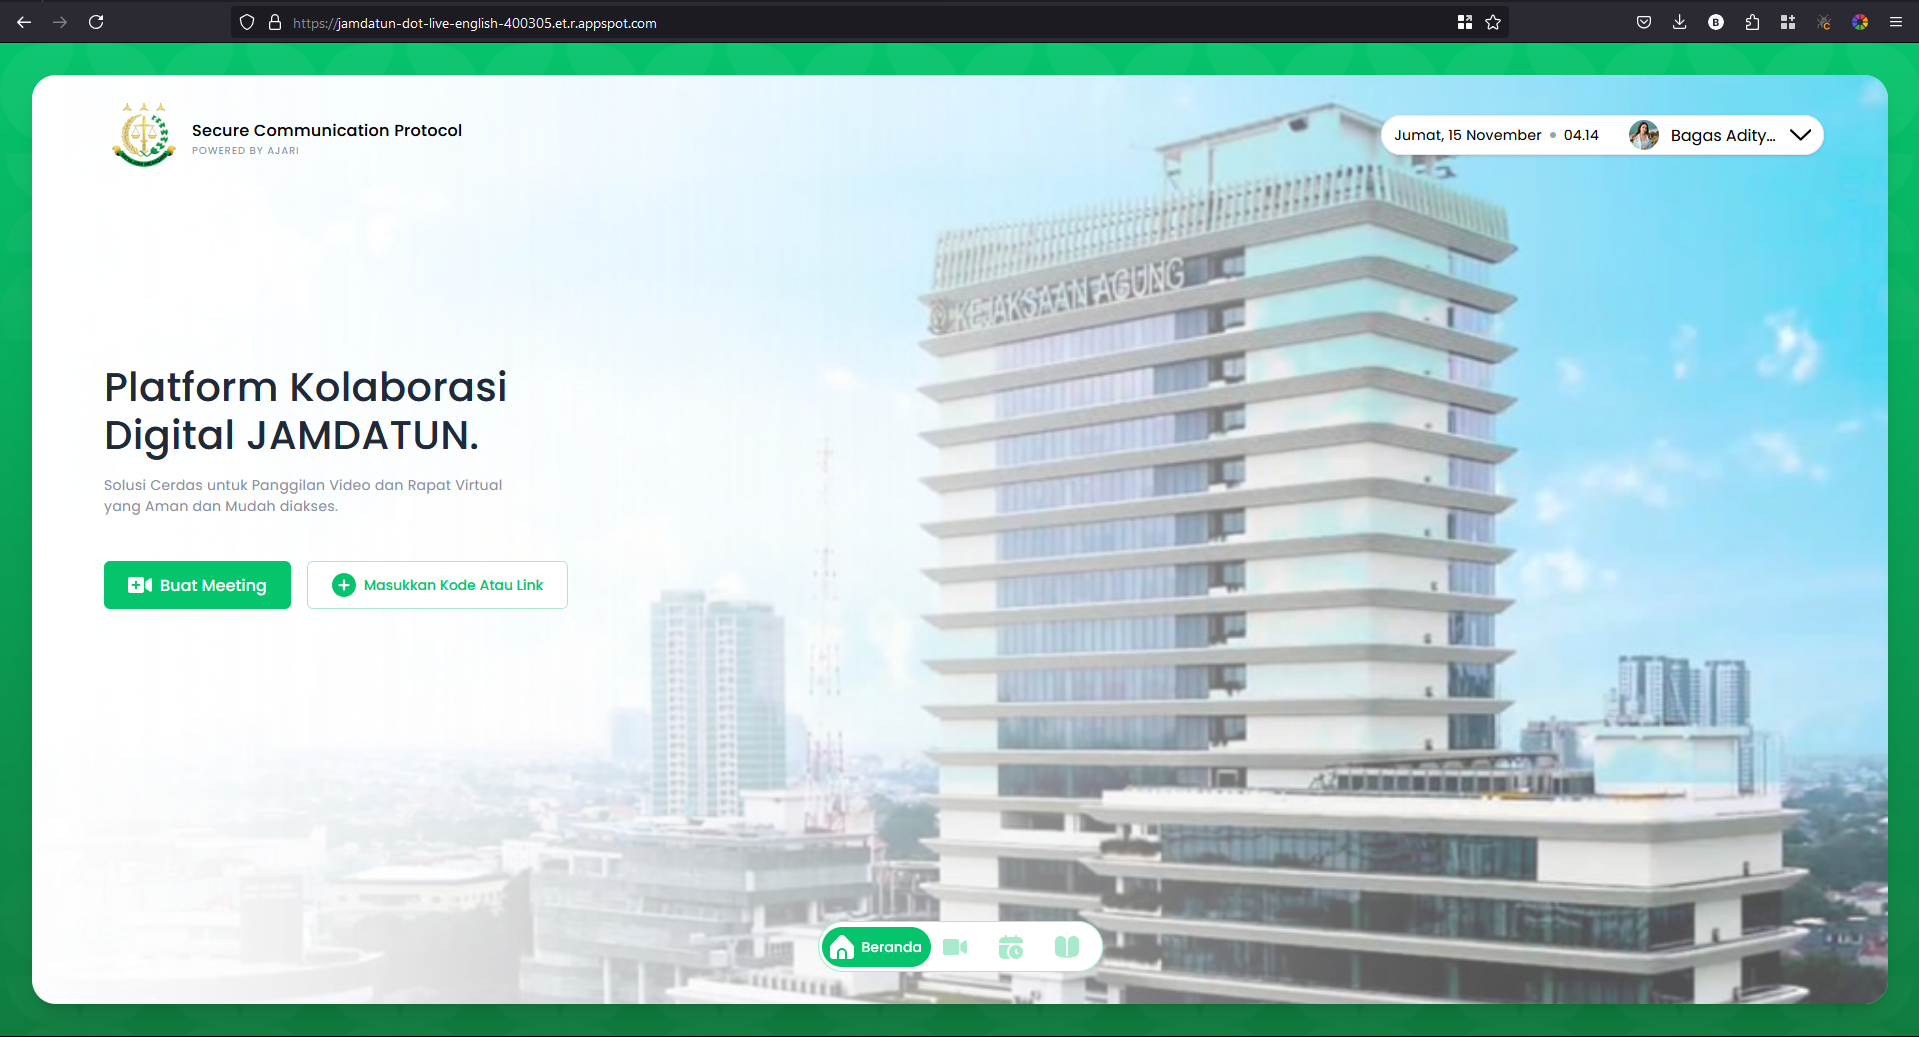 https://jamdatun-dot-live-english-400305.et.r.appspot.com
Secure Communication Protocol
POWERED BY AJARI
Jumat, 15 November • 04.14
Bagas Adity...
KEJAKSAAN AGUNG
Platform Kolaborasi
Digital JAMDATUN.
Solusi Cerdas untuk Panggilan Video dan Rapat Virtual
yang Aman dan Mudah diakses.
Buat Meeting
Masukkan Kode Atau Link
Beranda